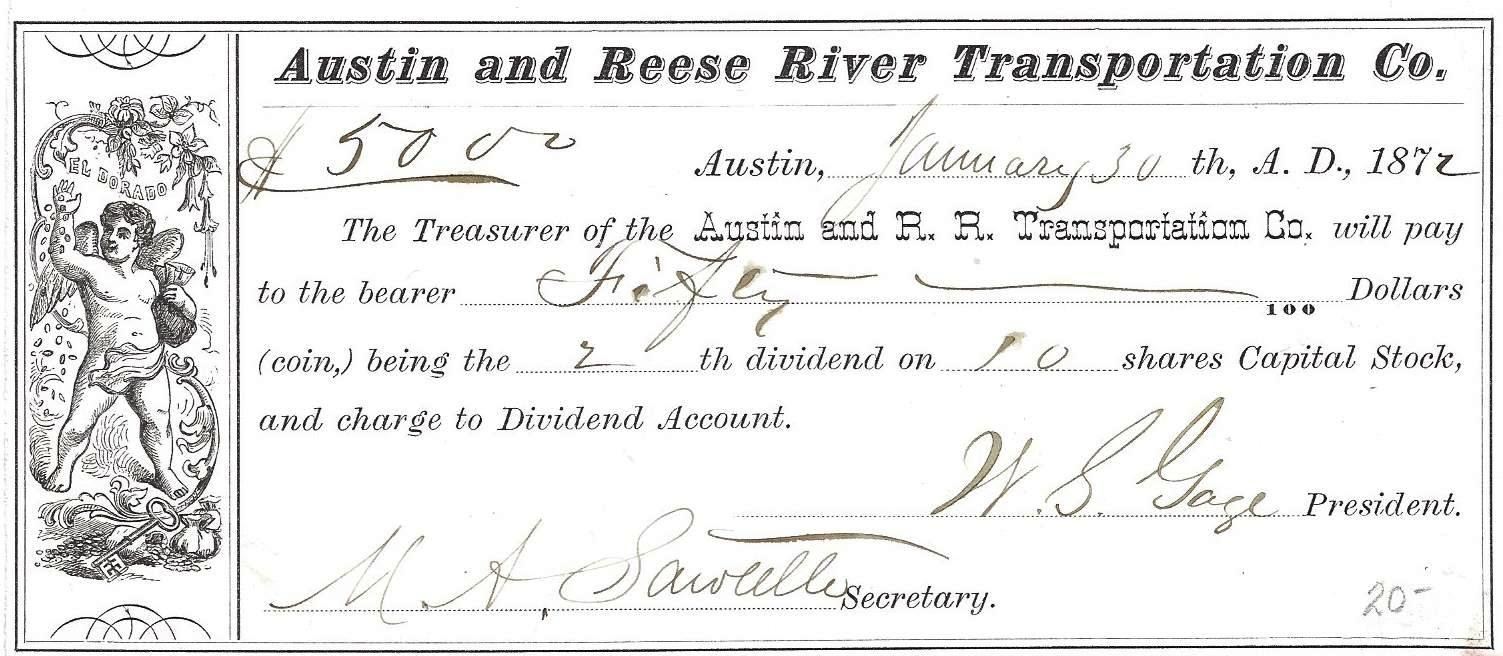 Austin and Reese River Transportation Co.
EL DORADO
$ 50 00
Austin, January 30 th, A. D., 1872
The Treasurer of the Austin and R. R. Transportation Co. will pay
to the bearer Fifty 100 Dollars
(coin,) being the 2 th dividend on 10 shares Capital Stock,
and charge to Dividend Account.
W. S. Gage President.
M. A. Sawtelle Secretary.
20-